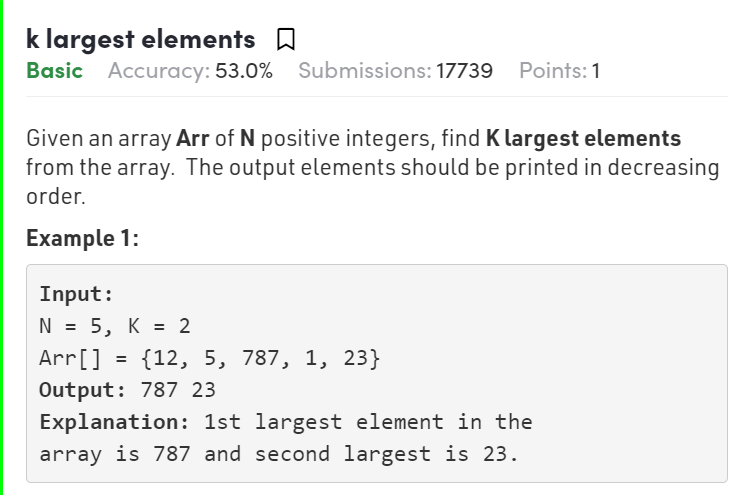 k largest elements
Basic Accuracy: 53.0% Submissions: 17739 Points: 1
Given an array Arr of N positive integers, find K largest elements
from the array. The output elements should be printed in decreasing
order.
Example 1:
Input:
N = 5, K = 2
Arr[] = {12, 5, 787, 1, 23}
Output: 787 23
Explanation: 1st largest element in the
array is 787 and second largest is 23.